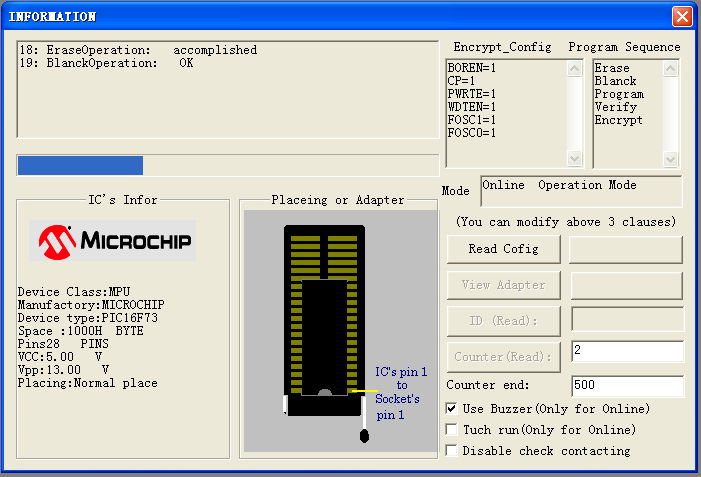 INFORMATION
18: EraseOperation:   accomplished
19: BlanckOperation:   OK
Encrypt_Config
BOREN=1
CP=1
PWRTE=1
WDTEN=1
FOSC1=1
FOSC0=1
Program Sequence
Erase
Blanck
Program
Verify
Encrypt
Mode
Online  Operation Mode
(You can modify above 3 clauses)
IC's Infor
MICROCHIP
Device Class:MPU
Manufactory:MICROCHIP
Device type:PIC16F73
Space :1000H  BYTE
Pins28   PINS
VCC:5.00   V
Vpp:13.00   V
Placing:Normal place
Placeing or Adapter
IC's pin 1
to
Socket's
pin 1
Read Cofig
View Adapter
ID (Read):
Counter(Read):
2
Counter end:
500
Use Buzzer(Only for Online)
Tuch run(Only for Online)
Disable check contacting